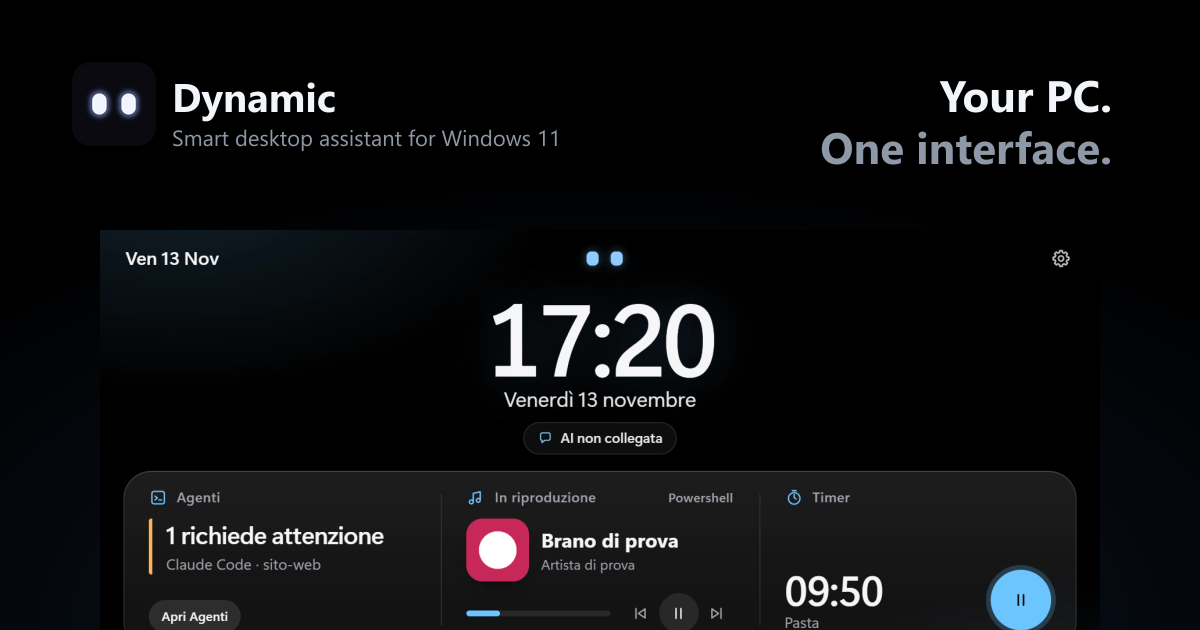 Dynamic
Smart desktop assistant for Windows 11
Your PC.
One interface.
Ven 13 Nov
17:20
Venerdì 13 novembre
AI non collegata
Agenti
1 richiede attenzione
Claude Code · sito-web
Apri Agenti
In riproduzione
Powershell
Brano di prova
Artista di prova
Timer
09:50
Pasta